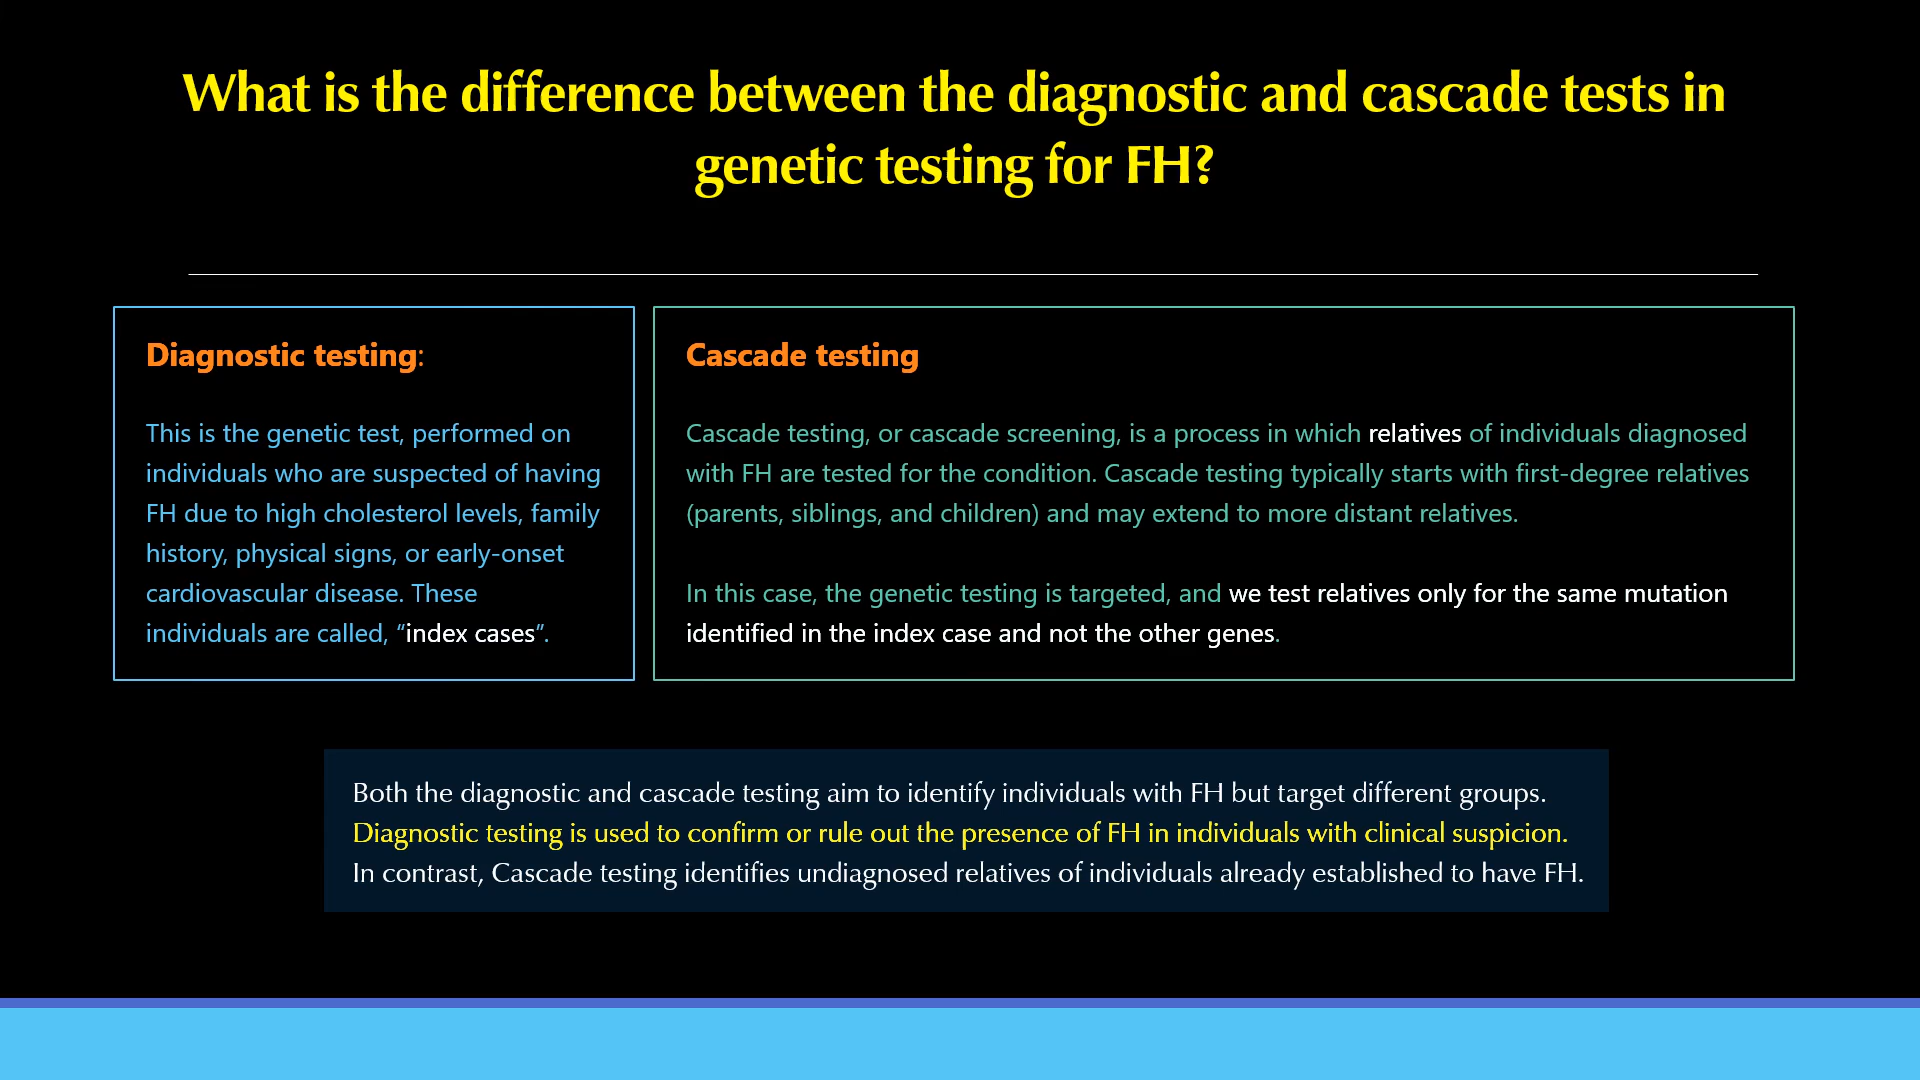 What is the difference between the diagnostic and cascade tests in
genetic testing for FH?
Diagnostic testing:
This is the genetic test, performed on
individuals who are suspected of having
FH due to high cholesterol levels, family
history, physical signs, or early-onset
cardiovascular disease. These
individuals are called, “index cases”.
Cascade testing
Cascade testing, or cascade screening, is a process in which relatives of individuals diagnosed
with FH are tested for the condition. Cascade testing typically starts with first-degree relatives
(parents, siblings, and children) and may extend to more distant relatives.
In this case, the genetic testing is targeted, and we test relatives only for the same mutation
identified in the index case and not the other genes.
Both the diagnostic and cascade testing aim to identify individuals with FH but target different groups.
Diagnostic testing is used to confirm or rule out the presence of FH in individuals with clinical suspicion.
In contrast, Cascade testing identifies undiagnosed relatives of individuals already established to have FH.